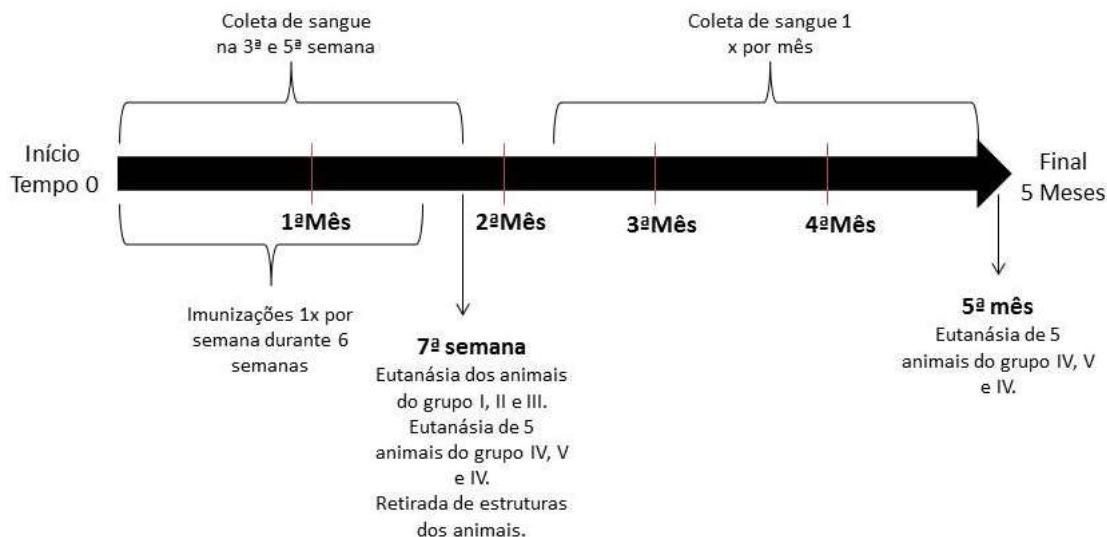 Coleta de sangue
na 3ª e 5ª semana
Coleta de sangue 1
x por mês
Início
Tempo 0
Final
5 Meses
1ªMês
2ªMês
3ªMês
4ªMês
Imunizações 1x por
semana durante 6
semanas
7ª semana
Eutanásia dos animais
do grupo I, II e III.
Eutanásia de 5
animais do grupo IV, V
e IV.
Retirada de estruturas
dos animais.
5ª mês
Eutanásia de 5
animais do grupo IV, V
e IV.